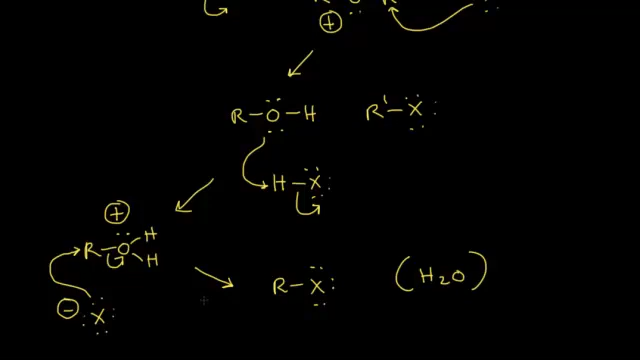 R O R
+
R-O-H R'-X
H-X
+
R-O H
H
- X
R-X (H2O)